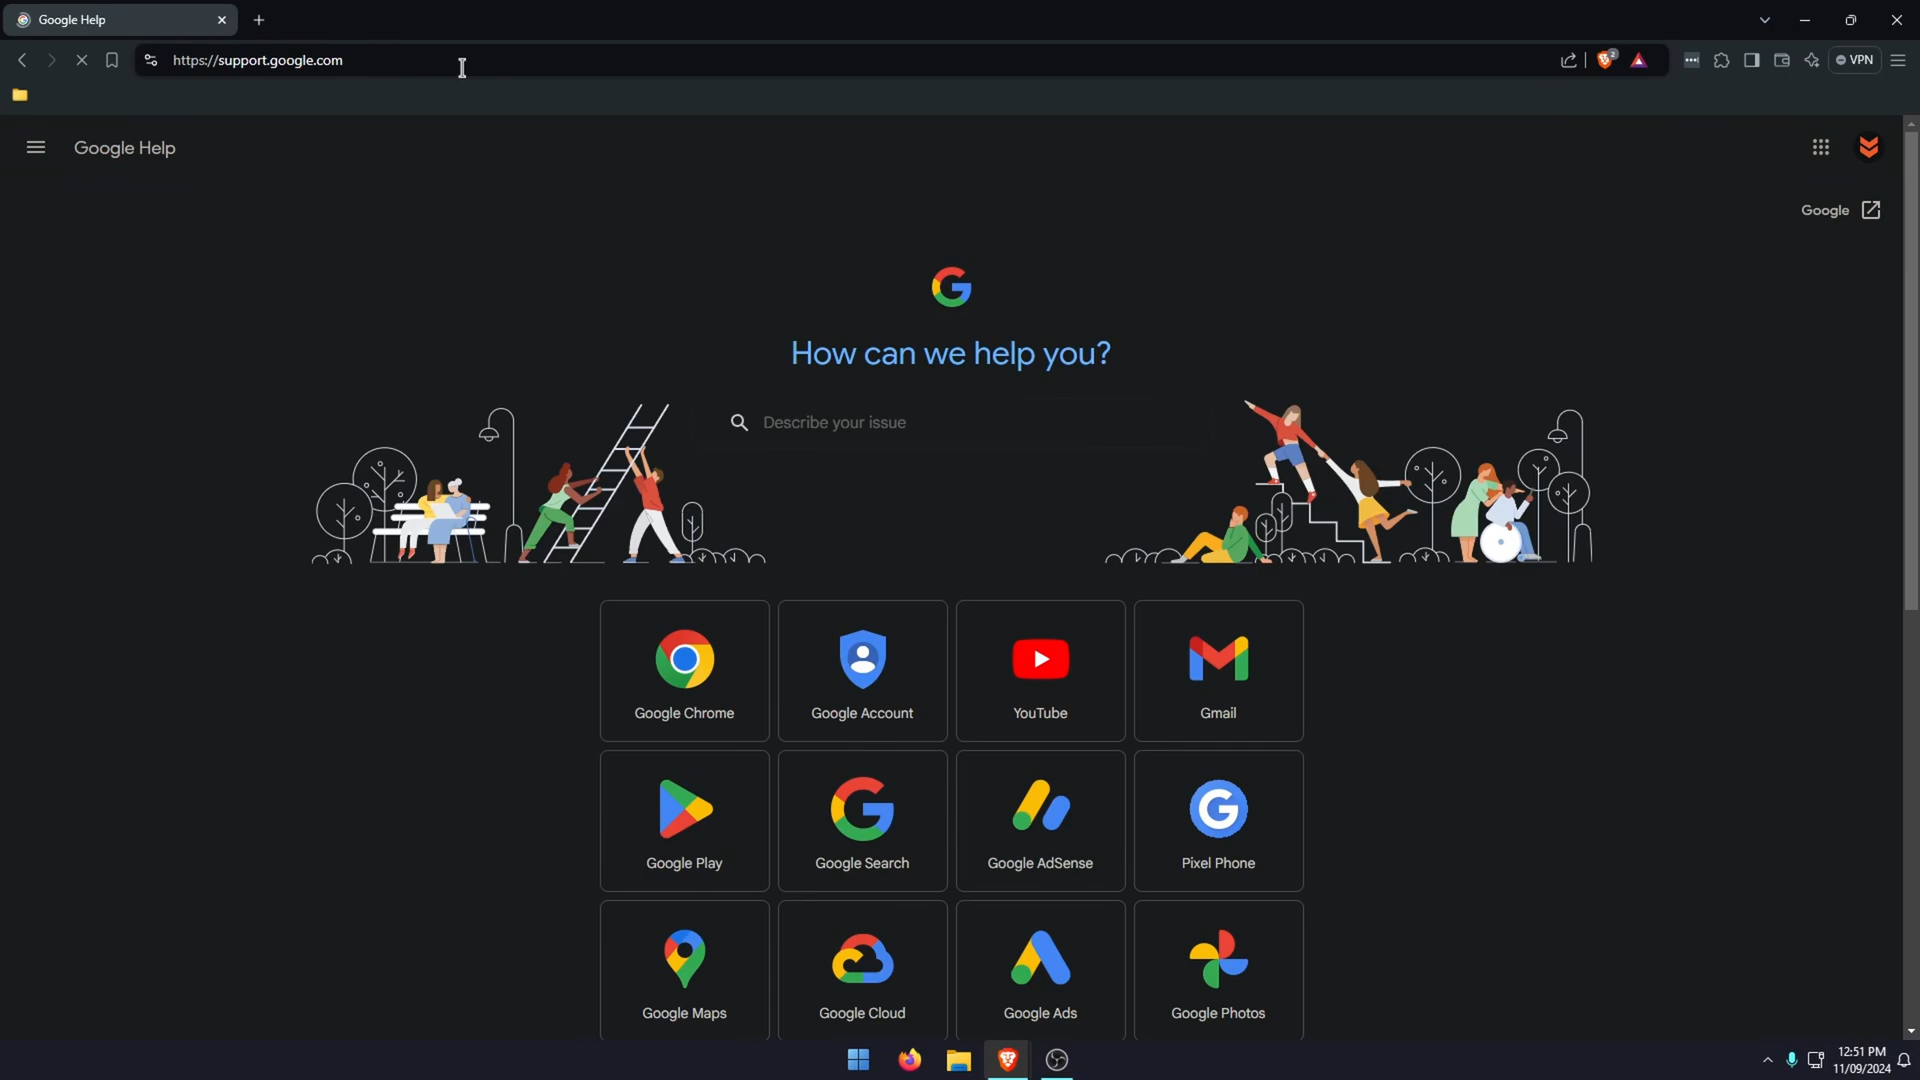 Google Help
https://support.google.com
2
VPN
Google Help
Google
How can we help you?
Describe your issue
Google Chrome
Google Account
YouTube
Gmail
Google Play
Google Search
Google AdSense
Pixel Phone
Google Maps
Google Cloud
Google Ads
Google Photos
12:51 PM
11/09/2024